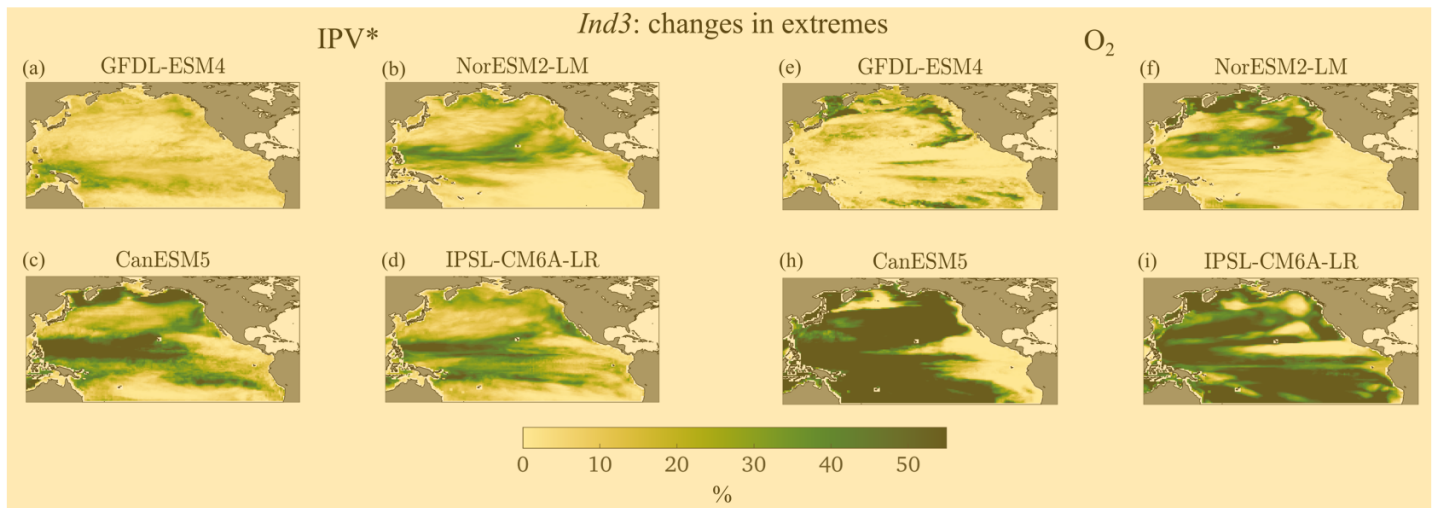 Ind3: changes in extremes
IPV*
O2
(a) GFDL-ESM4
(b) NorESM2-LM
(e) GFDL-ESM4
(f) NorESM2-LM
(c) CanESM5
(d) IPSL-CM6A-LR
(h) CanESM5
(i) IPSL-CM6A-LR
0 10 20 30 40 50
%